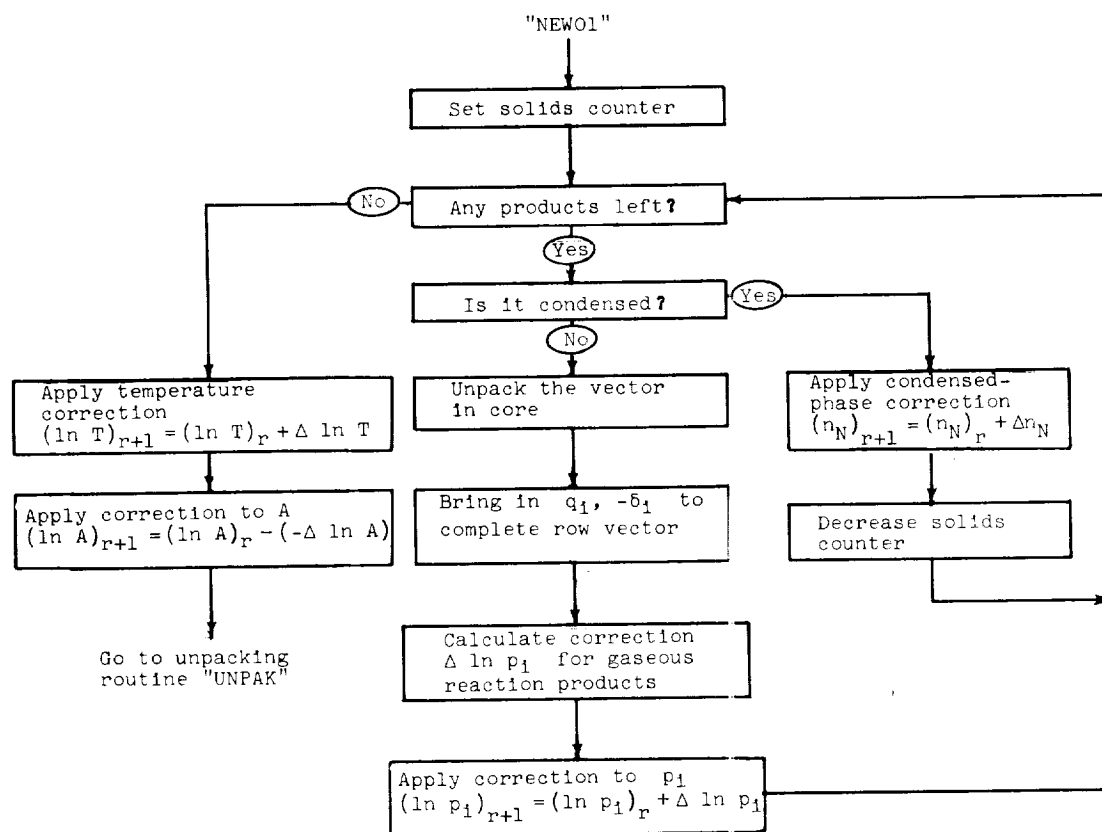 "NEWO1"
Set solids counter
Any products left?
No
Yes
Is it condensed?
Yes
No
Apply temperature
correction
(ln T)r+1 = (ln T)r + Δ ln T
Apply correction to A
(ln A)r+1 = (ln A)r − (−Δ ln A)
Go to unpacking
routine "UNPAK"
Unpack the vector
in core
Bring in qi, -δi to
complete row vector
Calculate correction
Δ ln pi for gaseous
reaction products
Apply correction to pi
(ln pi)r+1 = (ln pi)r + Δ ln pi
Apply condensed-
phase correction
(nN)r+1 = (nN)r + ΔnN
Decrease solids
counter